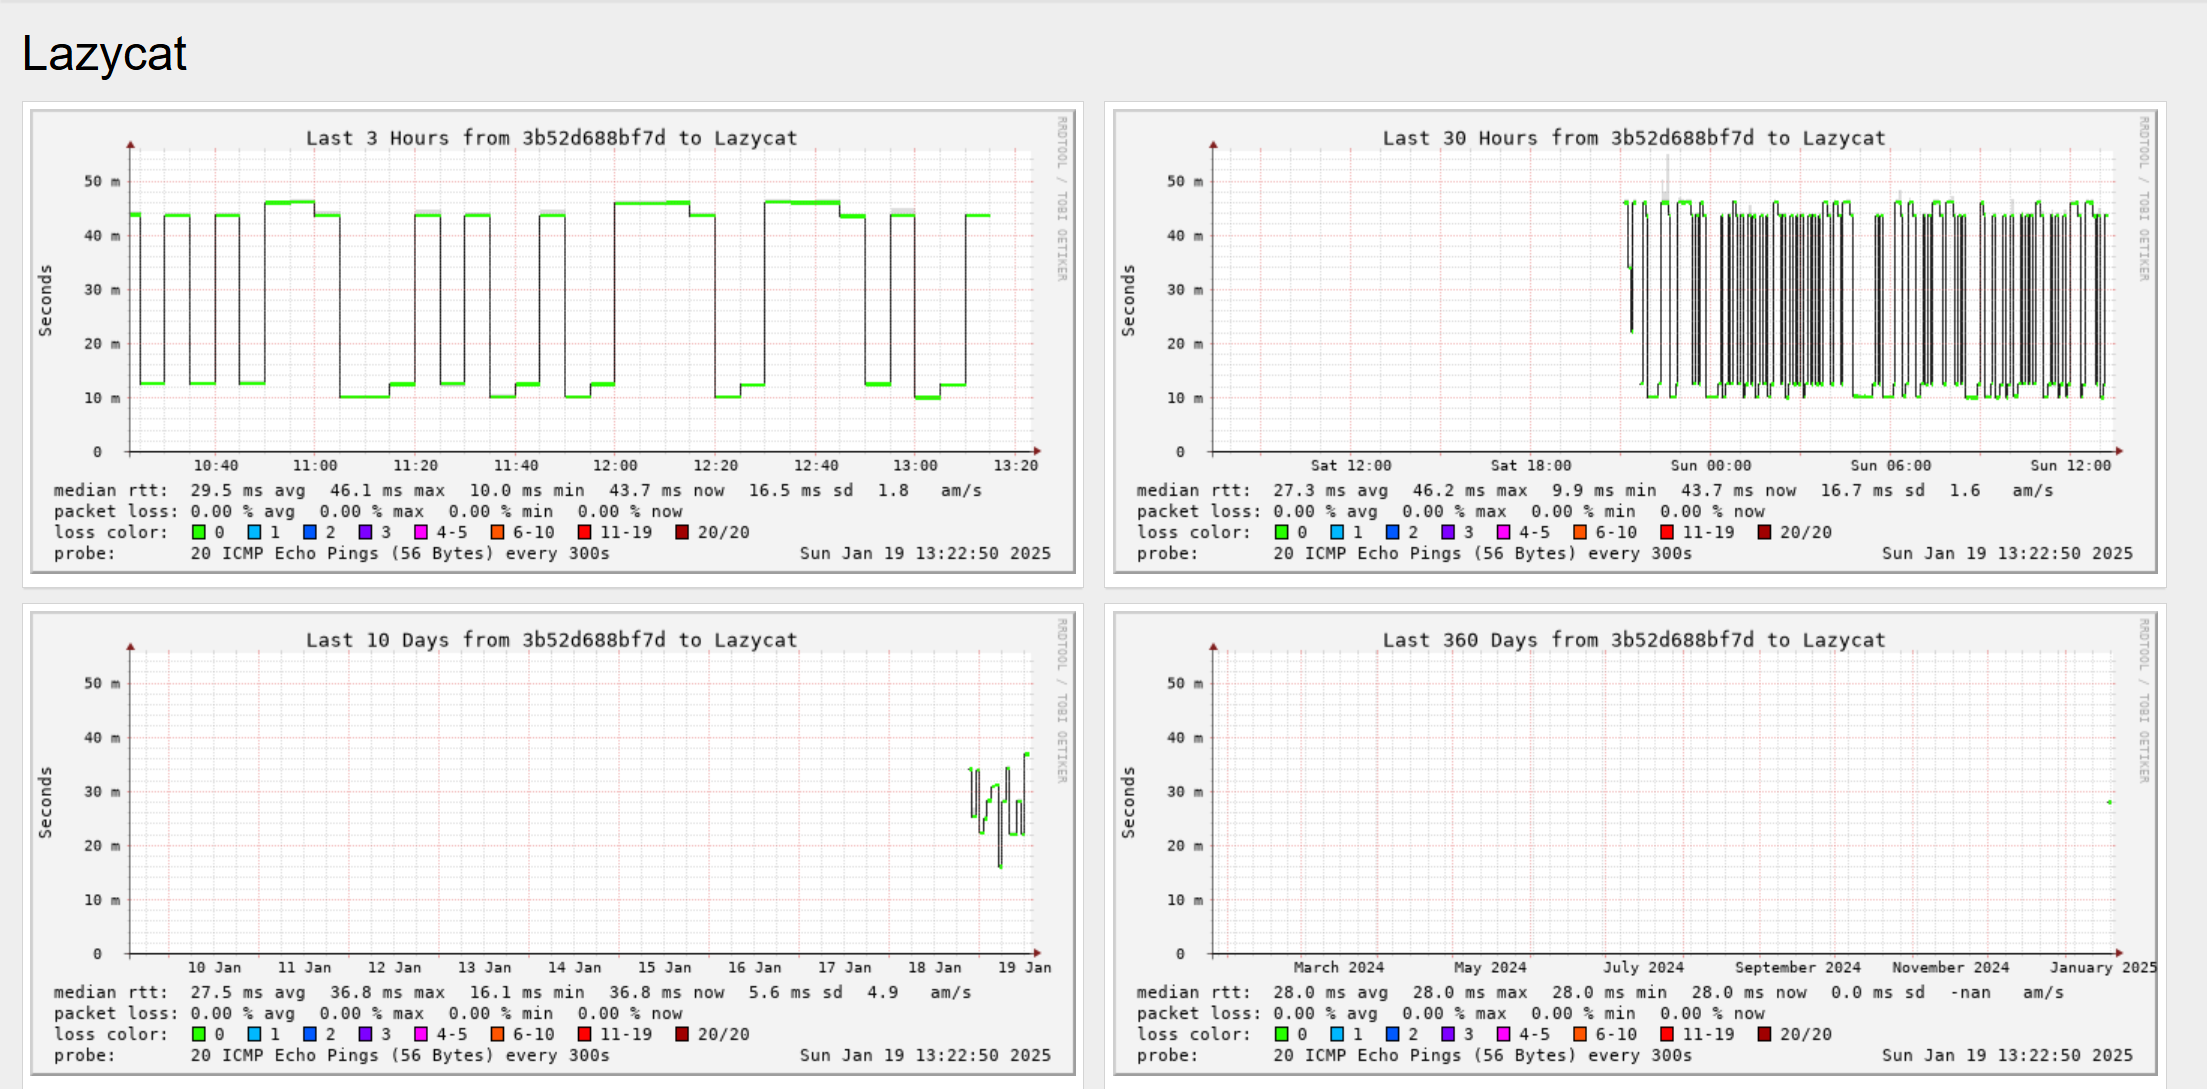 Lazycat
Last 3 Hours from 3b52d688bf7d to Lazycat
RRDTOOL / TOBI OETIKER
Seconds
50 m
40 m
30 m
20 m
10 m
0
10:40 11:00 11:20 11:40 12:00 12:20 12:40 13:00 13:20
median rtt: 29.5 ms avg 46.1 ms max 10.0 ms min 43.7 ms now 16.5 ms sd 1.8 am/s
packet loss: 0.00 % avg 0.00 % max 0.00 % min 0.00 % now
loss color: 0 1 2 3 4-5 6-10 11-19 20/20
probe: 20 ICMP Echo Pings (56 Bytes) every 300s Sun Jan 19 13:22:50 2025
Last 30 Hours from 3b52d688bf7d to Lazycat
RRDTOOL / TOBI OETIKER
Seconds
50 m
40 m
30 m
20 m
10 m
0
Sat 12:00 Sat 18:00 Sun 00:00 Sun 06:00 Sun 12:00
median rtt: 27.3 ms avg 46.2 ms max 9.9 ms min 43.7 ms now 16.7 ms sd 1.6 am/s
packet loss: 0.00 % avg 0.00 % max 0.00 % min 0.00 % now
loss color: 0 1 2 3 4-5 6-10 11-19 20/20
probe: 20 ICMP Echo Pings (56 Bytes) every 300s Sun Jan 19 13:22:50 2025
Last 10 Days from 3b52d688bf7d to Lazycat
RRDTOOL / TOBI OETIKER
Seconds
50 m
40 m
30 m
20 m
10 m
0
10 Jan 11 Jan 12 Jan 13 Jan 14 Jan 15 Jan 16 Jan 17 Jan 18 Jan 19 Jan
median rtt: 27.5 ms avg 36.8 ms max 16.1 ms min 36.8 ms now 5.6 ms sd 4.9 am/s
packet loss: 0.00 % avg 0.00 % max 0.00 % min 0.00 % now
loss color: 0 1 2 3 4-5 6-10 11-19 20/20
probe: 20 ICMP Echo Pings (56 Bytes) every 300s Sun Jan 19 13:22:50 2025
Last 360 Days from 3b52d688bf7d to Lazycat
RRDTOOL / TOBI OETIKER
Seconds
50 m
40 m
30 m
20 m
10 m
0
March 2024 May 2024 July 2024 September 2024 November 2024 January 2025
median rtt: 28.0 ms avg 28.0 ms max 28.0 ms min 28.0 ms now 0.0 ms sd -nan am/s
packet loss: 0.00 % avg 0.00 % max 0.00 % min 0.00 % now
loss color: 0 1 2 3 4-5 6-10 11-19 20/20
probe: 20 ICMP Echo Pings (56 Bytes) every 300s Sun Jan 19 13:22:50 2025